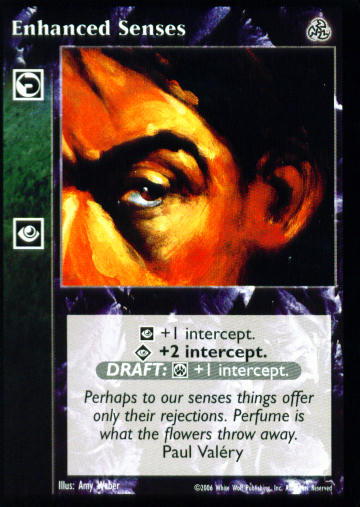 Enhanced Senses
+1 intercept.
+2 intercept.
DRAFT: +1 intercept.
Perhaps to our senses things offer
only their rejections. Perfume is
what the flowers throw away.
Paul Valéry
Illus: Amy Weber
©2006 White Wolf Publishing, Inc. All Rights Reserved